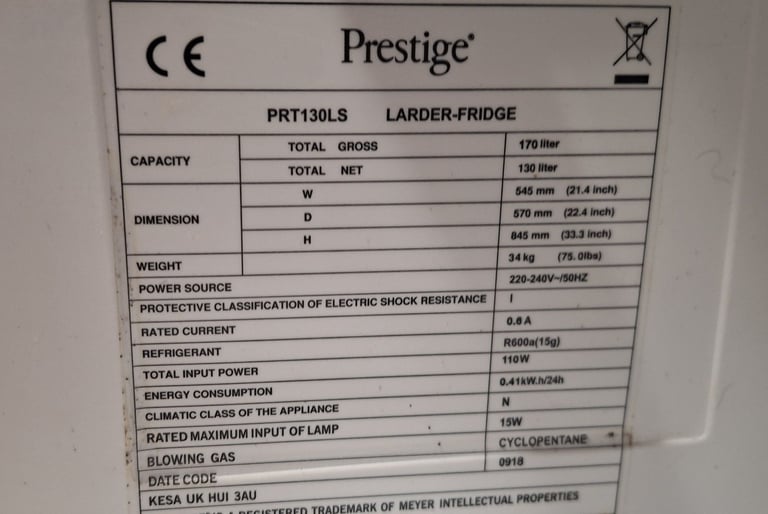 CE
Prestige®
PRT130LS LARDER-FRIDGE
CAPACITY TOTAL GROSS 170 liter
TOTAL NET 130 liter
DIMENSION W 545 mm (21.4 inch)
D 570 mm (22.4 inch)
H 845 mm (33.3 inch)
WEIGHT 34 kg (75.0lbs)
POWER SOURCE 220-240V~/50HZ
PROTECTIVE CLASSIFICATION OF ELECTRIC SHOCK RESISTANCE I
RATED CURRENT 0.6 A
REFRIGERANT R600a(15g)
TOTAL INPUT POWER 110W
ENERGY CONSUMPTION 0.41kW.h/24h
CLIMATIC CLASS OF THE APPLIANCE N
RATED MAXIMUM INPUT OF LAMP 15W
BLOWING GAS CYCLOPENTANE
DATE CODE 0918
KESA UK HUI 3AU
A REGISTERED TRADEMARK OF MEYER INTELLECTUAL PROPERTIES